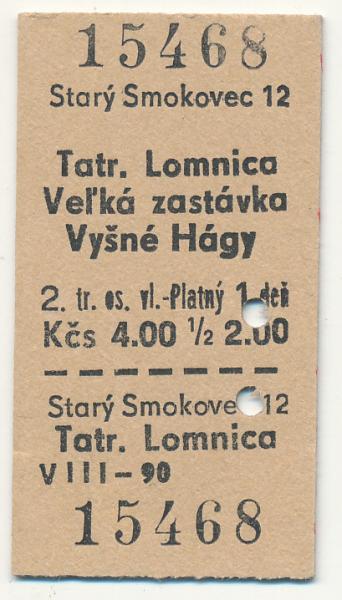 15468
Starý Smokovec 12
Tatr. Lomnica
Veľká zastávka
Vyšné Hágy
2. tr. os. vl.-Platný 1 deň
Kčs 4.00 ½ 2.00
Starý Smokovec 12
Tatr. Lomnica
VIII-90
15468